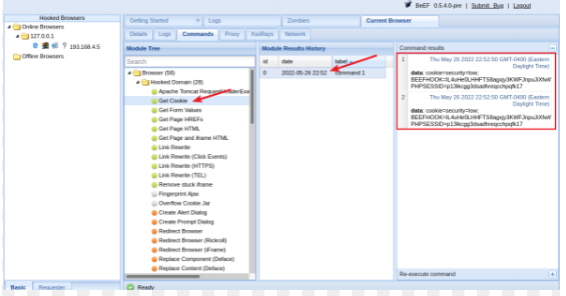 BeEF 0.5.4.0-pre | Submit Bug | Logout
Hooked Browsers
Online Browsers
127.0.0.1
? 193.168.4.5
Offline Browsers
Basic Requester
Getting Started × Logs Zombies Current Browser
Details Logs Commands Proxy XssRays Network
Module Tree
Search
Browser (58)
Hooked Domain (28)
Apache Tomcat RequestHeaderExa
Get Cookie
Get Form Values
Get Page HREFs
Get Page HTML
Get Page and iframe HTML
Link Rewrite
Link Rewrite (Click Events)
Link Rewrite (HTTPS)
Link Rewrite (TEL)
Remove stuck iframe
Fingerprint Ajax
Overflow Cookie Jar
Create Alert Dialog
Create Prompt Dialog
Redirect Browser
Redirect Browser (Rickroll)
Redirect Browser (iFrame)
Replace Component (Deface)
Replace Content (Deface)
Ready
Module Results History
id date label
0 2022-05-26 22:52 command 1
Command results
1 Thu May 26 2022 22:52:50 GMT-0400 (Eastern
Daylight Time)
data: cookie=security=low;
2 Thu May 26 2022 22:52:50 GMT-0400 (Eastern
Daylight Time)
data: cookie=security=low;
Re-execute command